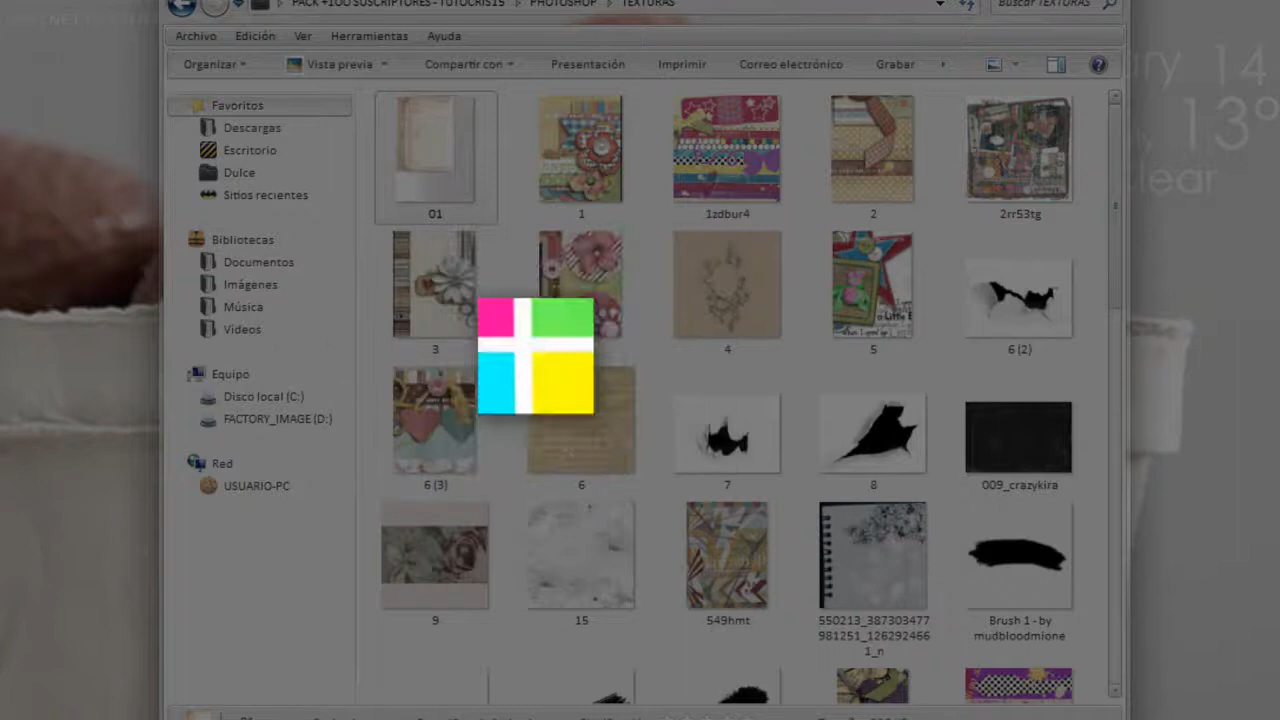 PACK +100 SUSCRIPTORES - TUTOCRIS15 PHOTOSHOP TEXTURAS
Buscar TEXTURAS
Archivo Edición Ver Herramientas Ayuda
Organizar Vista previa Compartir con Presentación Imprimir Correo electrónico Grabar
Favoritos
Descargas
Escritorio
Dulce
Sitios recientes
Bibliotecas
Documentos
Imágenes
Música
Videos
Equipo
Disco local (C:)
FACTORY_IMAGE (D:)
Red
USUARIO-PC
01 1 1zdbur4 2 2rr53tg
3 4 5 6 (2)
6 (3) 6 7 8 009_crazykira
9 15 549hmt 550213_387303477
981251_126292466
1_n
Brush 1 - by
mudbloodmione
14
13°